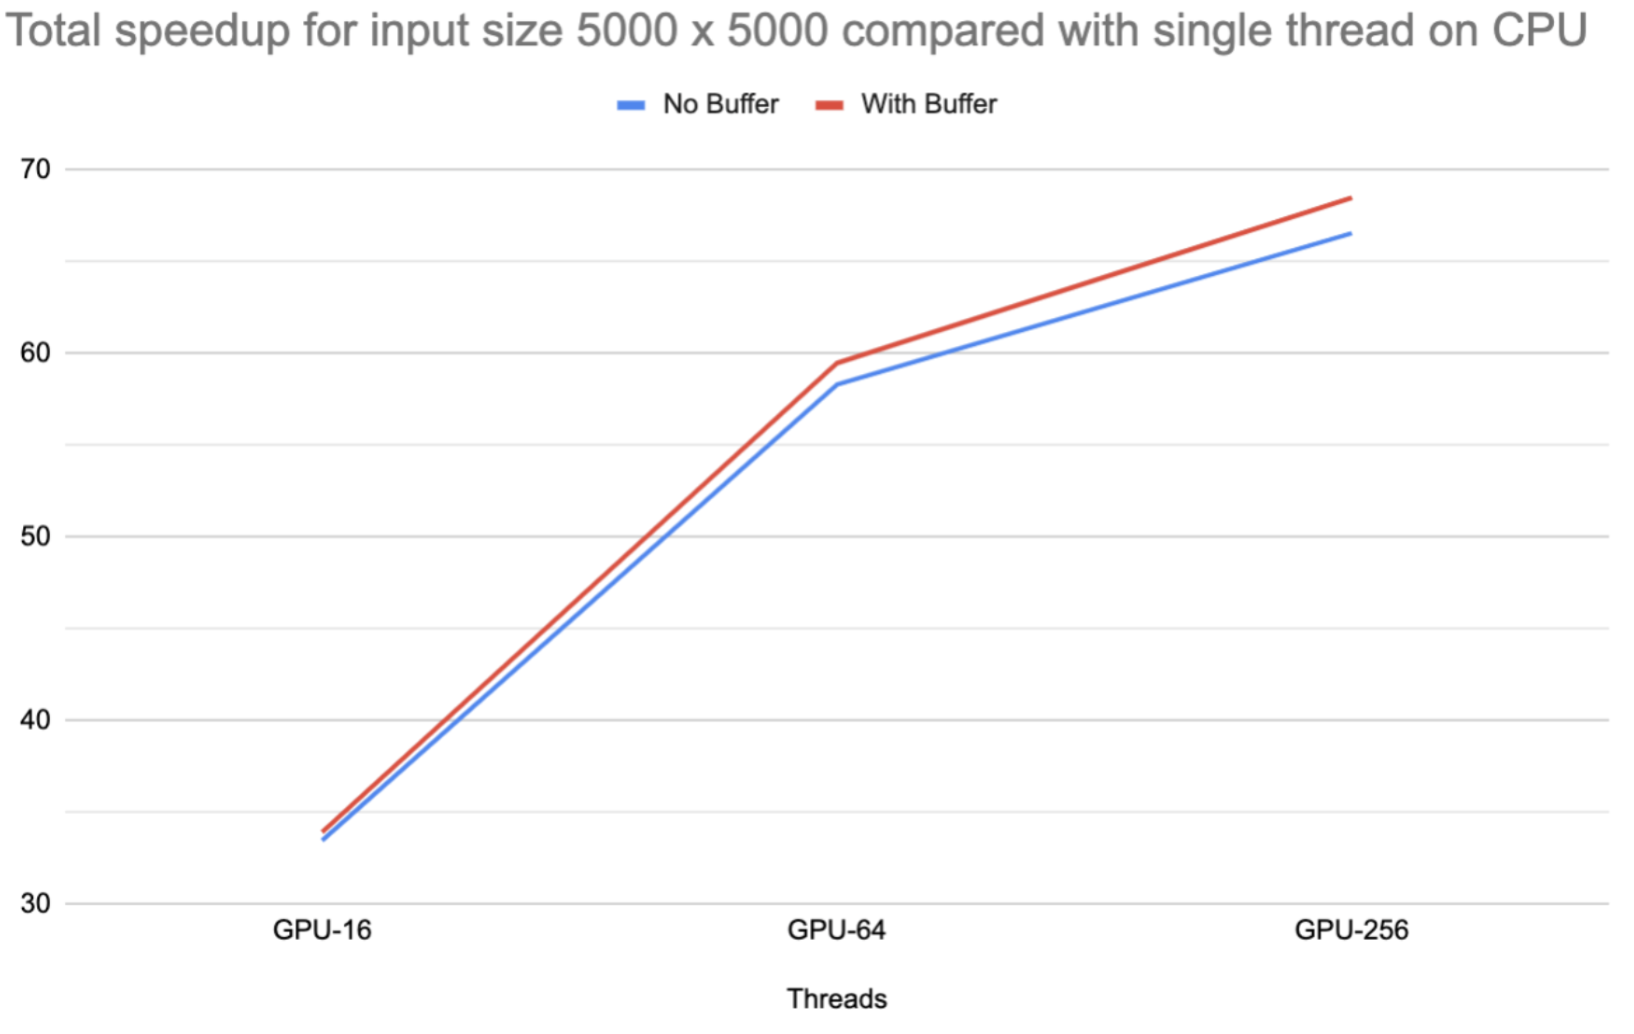 Total speedup for input size 5000 x 5000 compared with single thread on CPU
No Buffer With Buffer
70
60
50
40
30
GPU-16 GPU-64 GPU-256
Threads